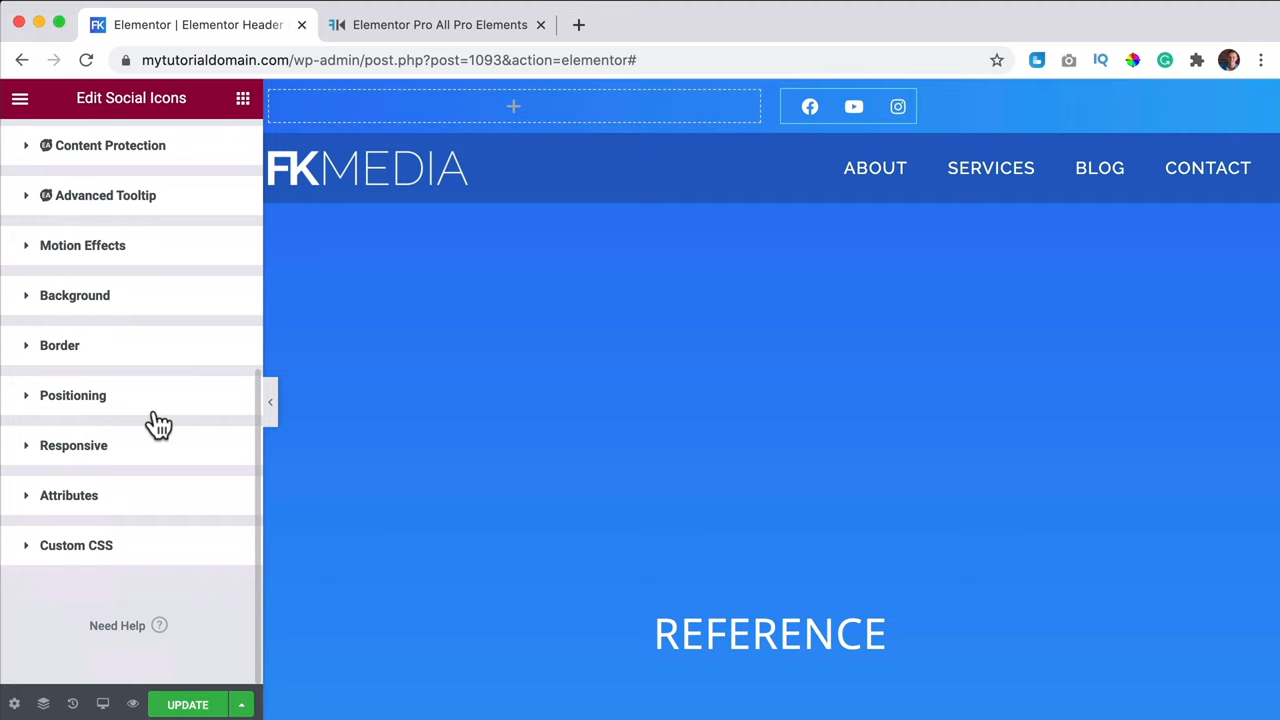 Elementor | Elementor Header
Elementor Pro All Pro Elements
mytutorialdomain.com/wp-admin/post.php?post=1093&action=elementor#
IQ
Edit Social Icons
Content Protection
Advanced Tooltip
Motion Effects
Background
Border
Positioning
Responsive
Attributes
Custom CSS
Need Help ?
UPDATE
FKMEDIA
ABOUT
SERVICES
BLOG
CONTACT
REFERENCE